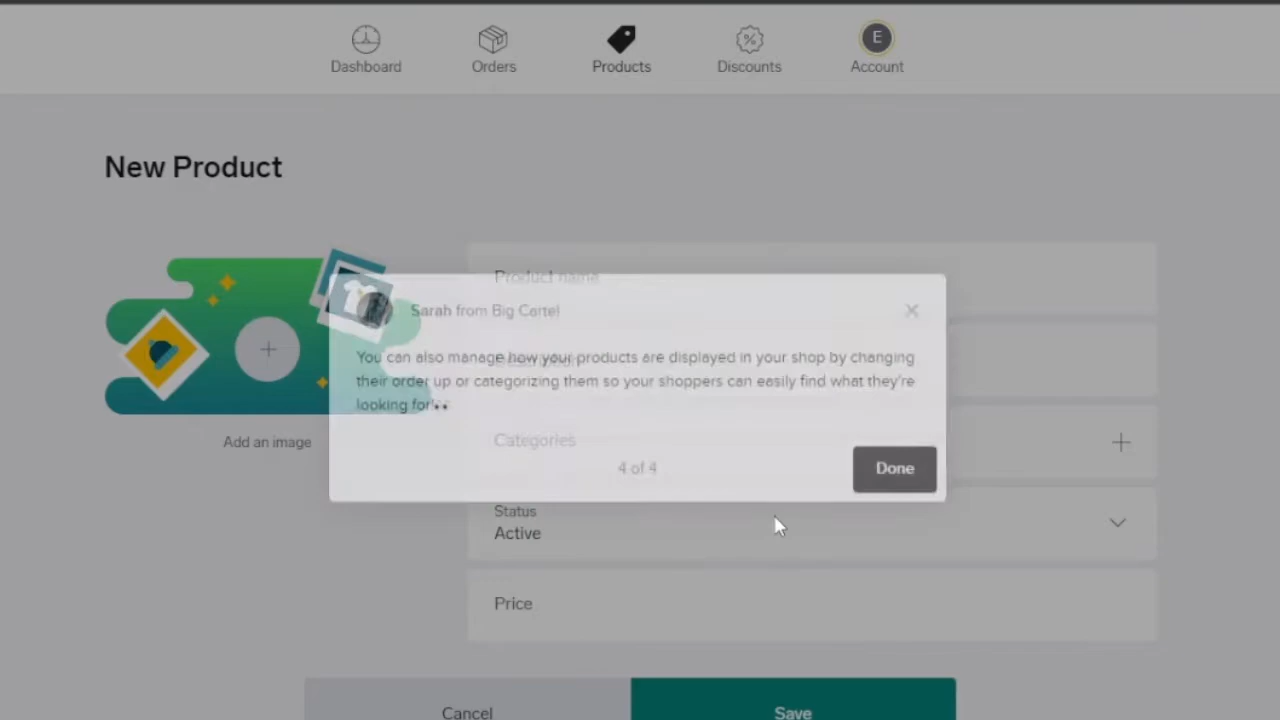 Dashboard
Orders
Products
Discounts
E
Account
New Product
Product name
Sarah from Big Cartel
You can also manage how your products are displayed in your shop by changing
their order up or categorizing them so your shoppers can easily find what they're
looking for!
Add an image
Categories
4 of 4
Done
Status
Active
Price
Cancel
Save